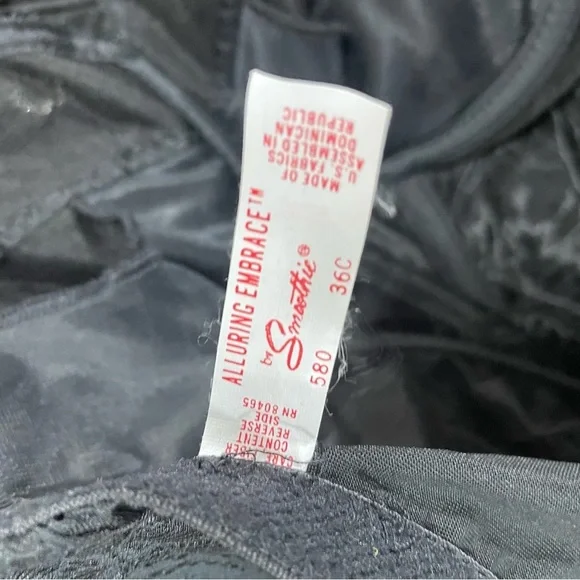 ALLURING EMBRACE™
by Smoothie®
580 36C
MADE OF
U.S. FABRICS
ASSEMBLED IN
DOMINICAN
REPUBLIC
FIBER
CONTENT
REVERSE
SIDE
RN 80465